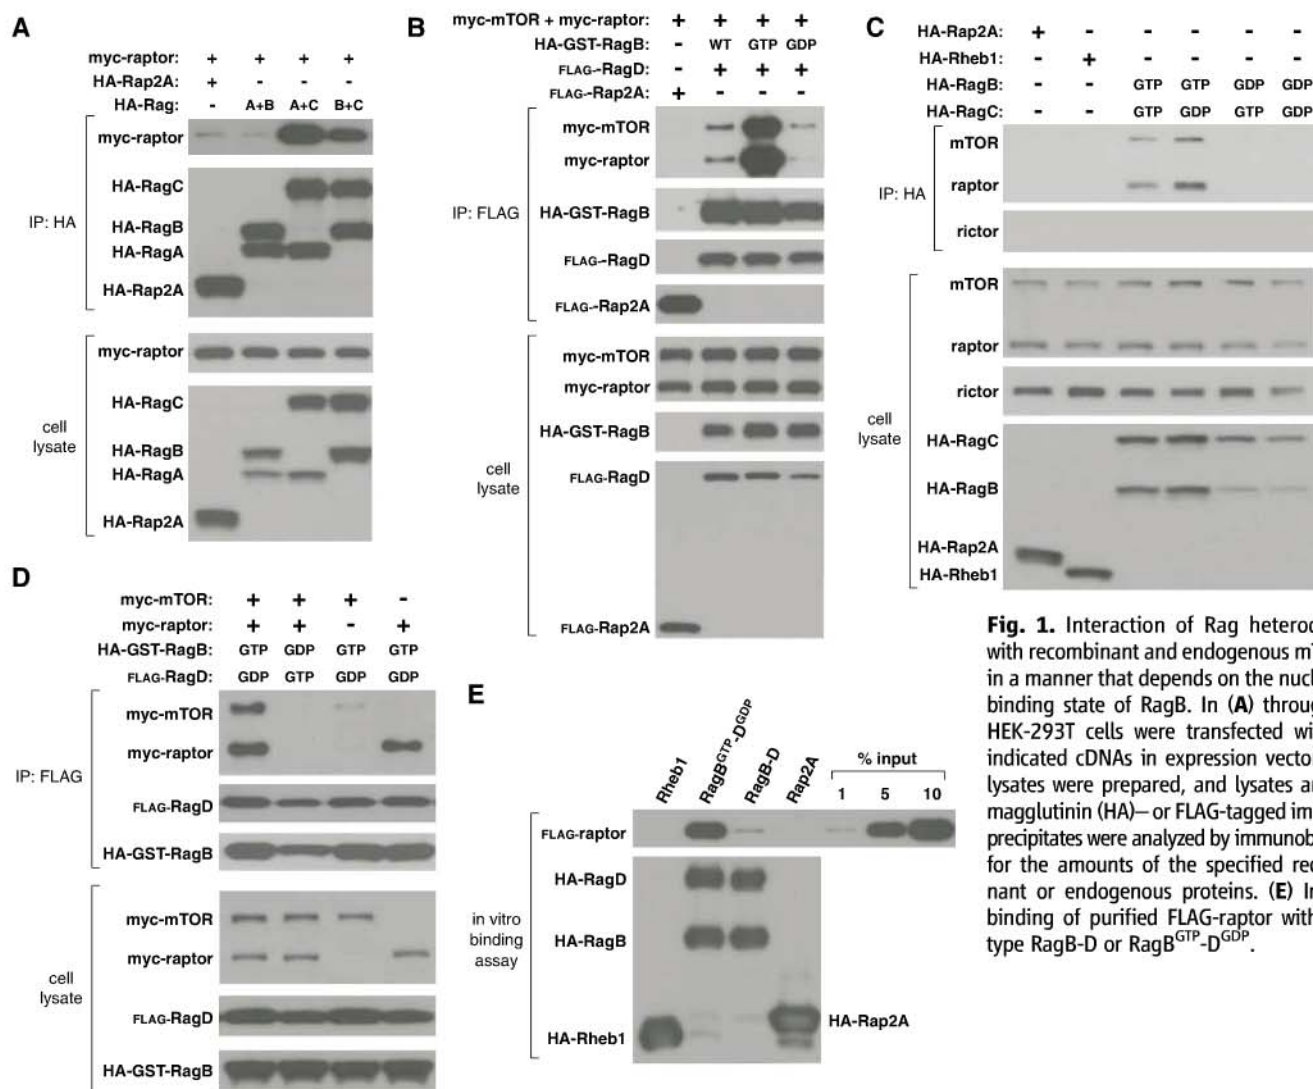 A
myc-raptor: + + + +
HA-Rap2A: + - - -
HA-Rag: - A+B A+C B+C
IP: HA
myc-raptor
HA-RagC
HA-RagB
HA-RagA
HA-Rap2A
cell
lysate
myc-raptor
HA-RagC
HA-RagB
HA-RagA
HA-Rap2A
B
myc-mTOR + myc-raptor: + + + +
HA-GST-RagB: - WT GTP GDP
FLAG-RagD: - + + +
FLAG-Rap2A: + - - -
IP: FLAG
myc-mTOR
myc-raptor
HA-GST-RagB
FLAG-RagD
FLAG-Rap2A
cell
lysate
myc-mTOR
myc-raptor
HA-GST-RagB
FLAG-RagD
FLAG-Rap2A
C
HA-Rap2A: + - - - - -
HA-Rheb1: - + - - - -
HA-RagB: - - GTP GTP GDP GDP
HA-RagC: - - GTP GDP GTP GDP
IP: HA
mTOR
raptor
rictor
cell
lysate
mTOR
raptor
rictor
HA-RagC
HA-RagB
HA-Rap2A
HA-Rheb1
D
myc-mTOR: + + + -
myc-raptor: + + - +
HA-GST-RagB: GTP GDP GTP GTP
FLAG-RagD: GDP GTP GDP GDP
IP: FLAG
myc-mTOR
myc-raptor
FLAG-RagD
HA-GST-RagB
cell
lysate
myc-mTOR
myc-raptor
FLAG-RagD
HA-GST-RagB
E
Rheb1 RagB^GTP-D^GDP RagB-D Rap2A
% input
1 5 10
in vitro
binding
assay
FLAG-raptor
HA-RagD
HA-RagB
HA-Rheb1
HA-Rap2A
Fig. 1. Interaction of Rag heterod
with recombinant and endogenous m
in a manner that depends on the nucl
binding state of RagB. In (A) throug
HEK-293T cells were transfected wi
indicated cDNAs in expression vector
lysates were prepared, and lysates a
magglutinin (HA)– or FLAG-tagged im
precipitates were analyzed by immunob
for the amounts of the specified rec
nant or endogenous proteins. (E) In
binding of purified FLAG-raptor with
type RagB-D or RagB^GTP-D^GDP.